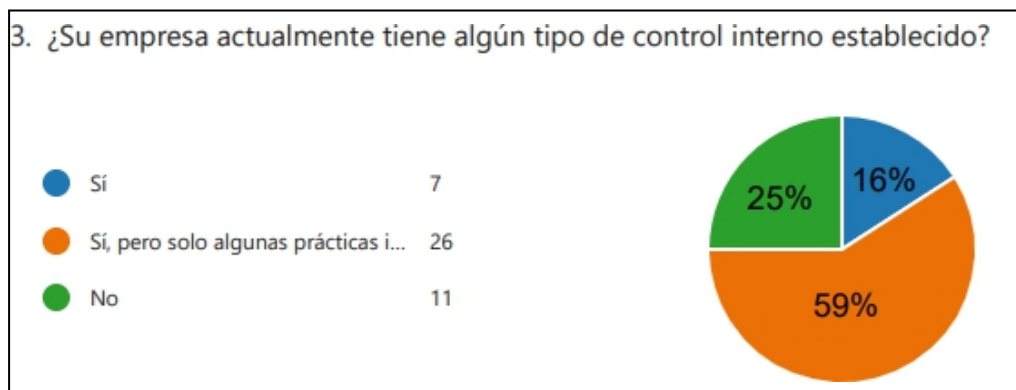 3. ¿Su empresa actualmente tiene algún tipo de control interno establecido?
Sí 7
Sí, pero solo algunas prácticas i... 26
No 11
25%
16%
59%